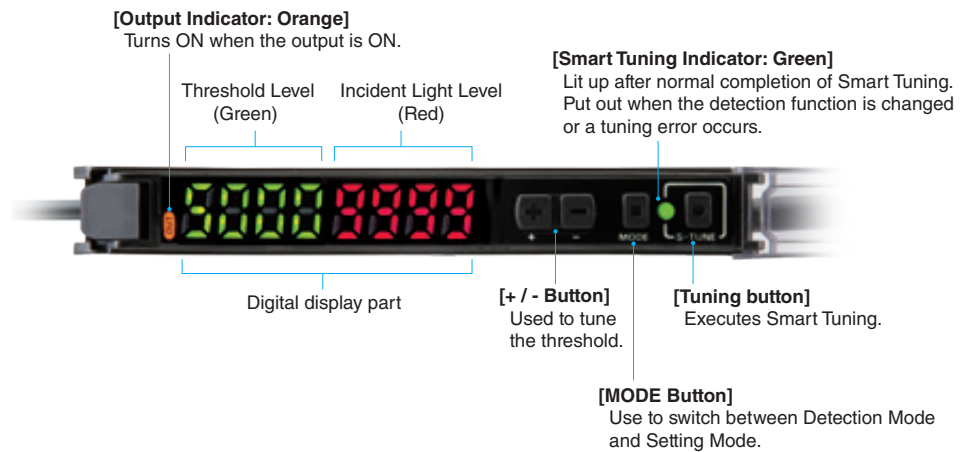 [Output Indicator: Orange]
Turns ON when the output is ON.
[Smart Tuning Indicator: Green]
Lit up after normal completion of Smart Tuning.
Put out when the detection function is changed
or a tuning error occurs.
Threshold Level
(Green)
Incident Light Level
(Red)
OUT
5000 9999
+ -
MODE
S-TUNE
Digital display part
[+ / - Button]
Used to tune
the threshold.
[Tuning button]
Executes Smart Tuning.
[MODE Button]
Use to switch between Detection Mode
and Setting Mode.